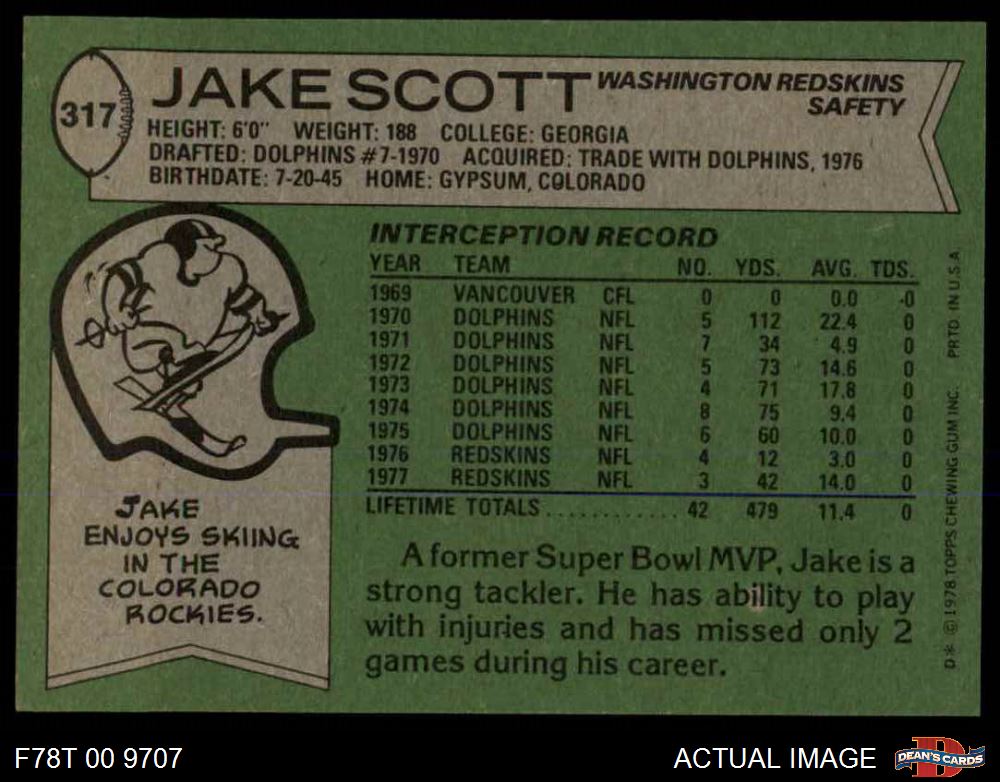 317
JAKE SCOTT
WASHINGTON REDSKINS
SAFETY
HEIGHT: 6'0" WEIGHT: 188 COLLEGE: GEORGIA
DRAFTED: DOLPHINS #7-1970 ACQUIRED: TRADE WITH DOLPHINS, 1976
BIRTHDATE: 7-20-45 HOME: GYPSUM, COLORADO
JAKE
ENJOYS SKIING
IN THE
COLORADO
ROCKIES.
INTERCEPTION RECORD
YEAR TEAM NO. YDS. AVG. TDS.
1969 VANCOUVER CFL 0 0 0.0 -0
1970 DOLPHINS NFL 5 112 22.4 0
1971 DOLPHINS NFL 7 34 4.9 0
1972 DOLPHINS NFL 5 73 14.6 0
1973 DOLPHINS NFL 4 71 17.8 0
1974 DOLPHINS NFL 8 75 9.4 0
1975 DOLPHINS NFL 6 60 10.0 0
1976 REDSKINS NFL 4 12 3.0 0
1977 REDSKINS NFL 3 42 14.0 0
LIFETIME TOTALS............ 42 479 11.4 0
A former Super Bowl MVP, Jake is a
strong tackler. He has ability to play
with injuries and has missed only 2
games during his career.
D* © 1978 TOPPS CHEWING GUM INC. PRTD. IN U.S.A
F78T 00 9707
ACTUAL IMAGE
D
DEAN'S CARDS